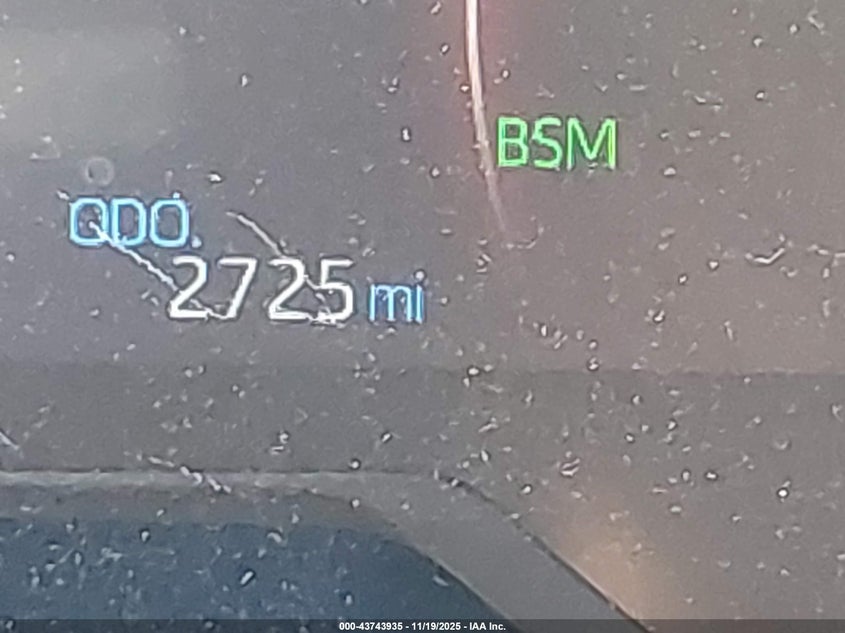 BSM
ODO.
2725 mi
000-43743935 - 11/19/2025 - IAA Inc.